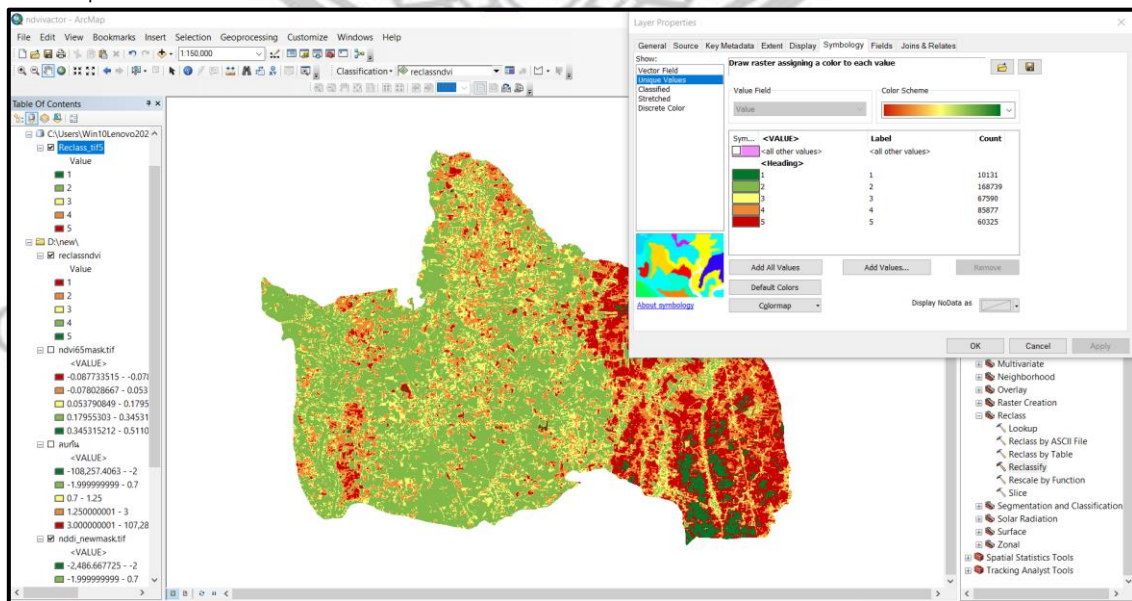 ndvivactor - ArcMap
File Edit View Bookmarks Insert Selection Geoprocessing Customize Windows Help
1:150,000
Classification
reclassndvi
Table Of Contents
C:\Users\Win10Lenovo202
Reclass_tif5
Value
1
2
3
4
5
D:\new\
reclassndvi
Value
1
2
3
4
5
ndvi65mask.tif
<VALUE>
-0.087733515 - -0.078
-0.078028667 - 0.053
0.053790849 - 0.1795
0.17955303 - 0.34531
0.345315212 - 0.5110
ลบกัน
<VALUE>
-108,257.4063 - -2
-1.999999999 - 0.7
0.7 - 1.25
1.250000001 - 3
3.000000001 - 107,28
nddi_newmask.tif
<VALUE>
-2,486.667725 - -2
-1.999999999 - 0.7
Layer Properties
General Source Key Metadata Extent Display Symbology Fields Joins & Relates
Show:
Vector Field
Unique Values
Classified
Stretched
Discrete Color
Draw raster assigning a color to each value
Value Field
Value
Color Scheme
Sym... <VALUE> Label Count
<all other values> <all other values>
<Heading>
1 1 10131
2 2 168739
3 3 67590
4 4 85877
5 5 60325
About symbology
Add All Values Add Values... Remove
Default Colors
Colormap Display NoData as
OK Cancel Apply
Multivariate
Neighborhood
Overlay
Raster Creation
Reclass
Lookup
Reclass by ASCII File
Reclass by Table
Reclassify
Rescale by Function
Slice
Segmentation and Classification
Solar Radiation
Surface
Zonal
Spatial Statistics Tools
Tracking Analyst Tools